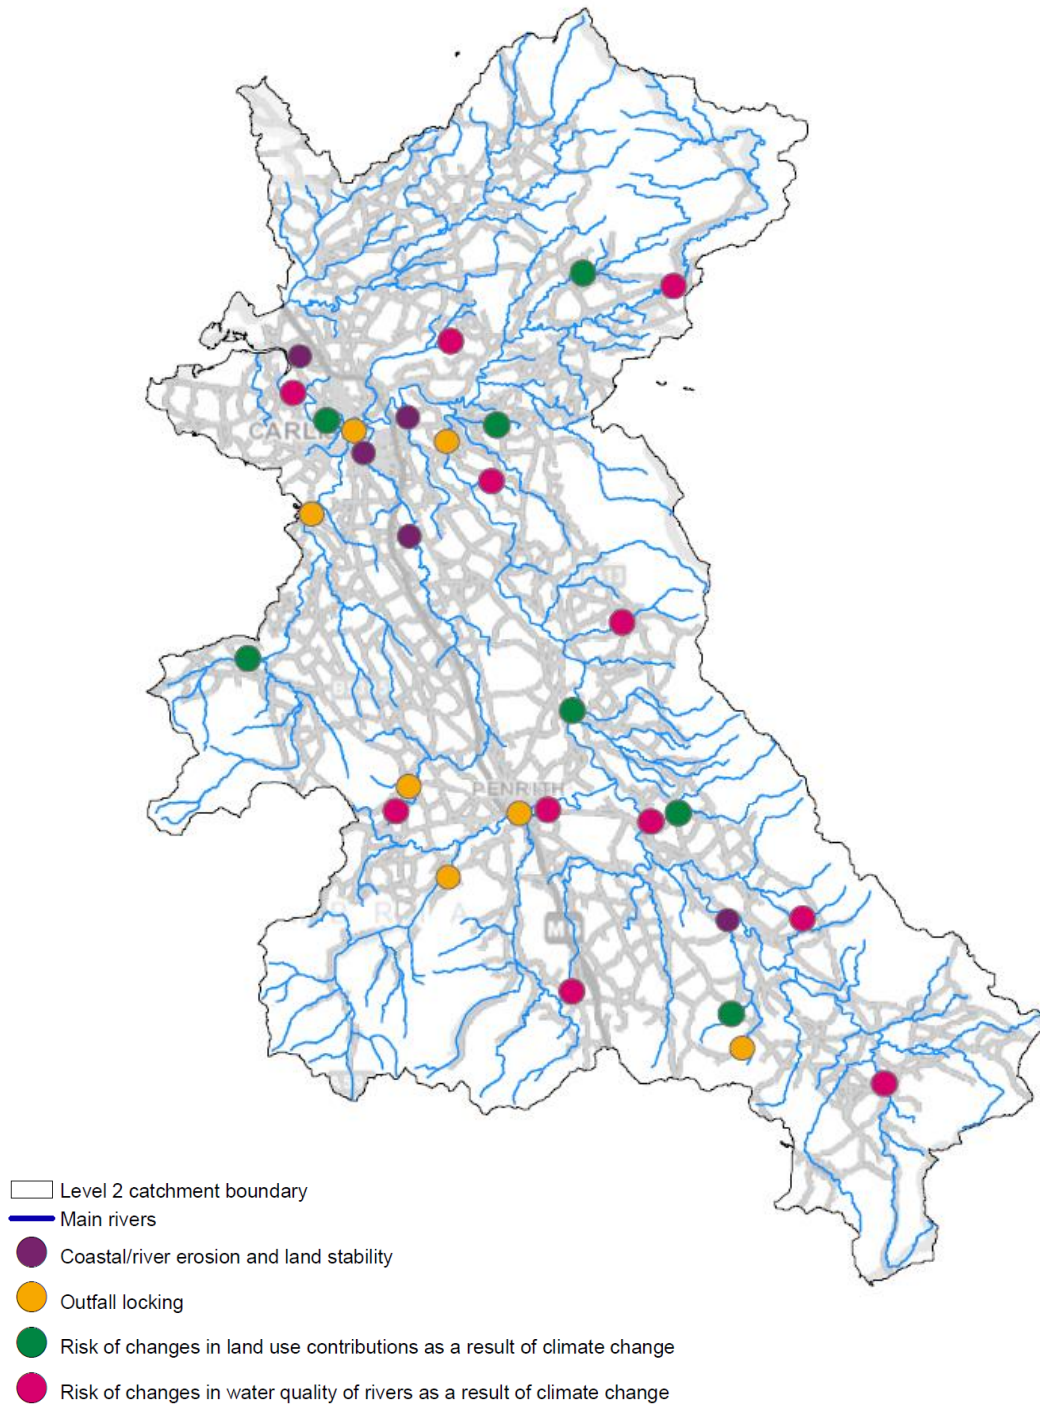 CARLI
PENRITH
Level 2 catchment boundary
Main rivers
Coastal/river erosion and land stability
Outfall locking
Risk of changes in land use contributions as a result of climate change
Risk of changes in water quality of rivers as a result of climate change